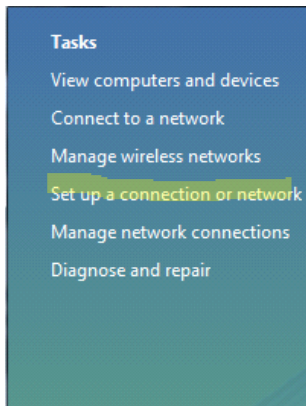 Tasks
View computers and devices
Connect to a network
Manage wireless networks
Set up a connection or network
Manage network connections
Diagnose and repair